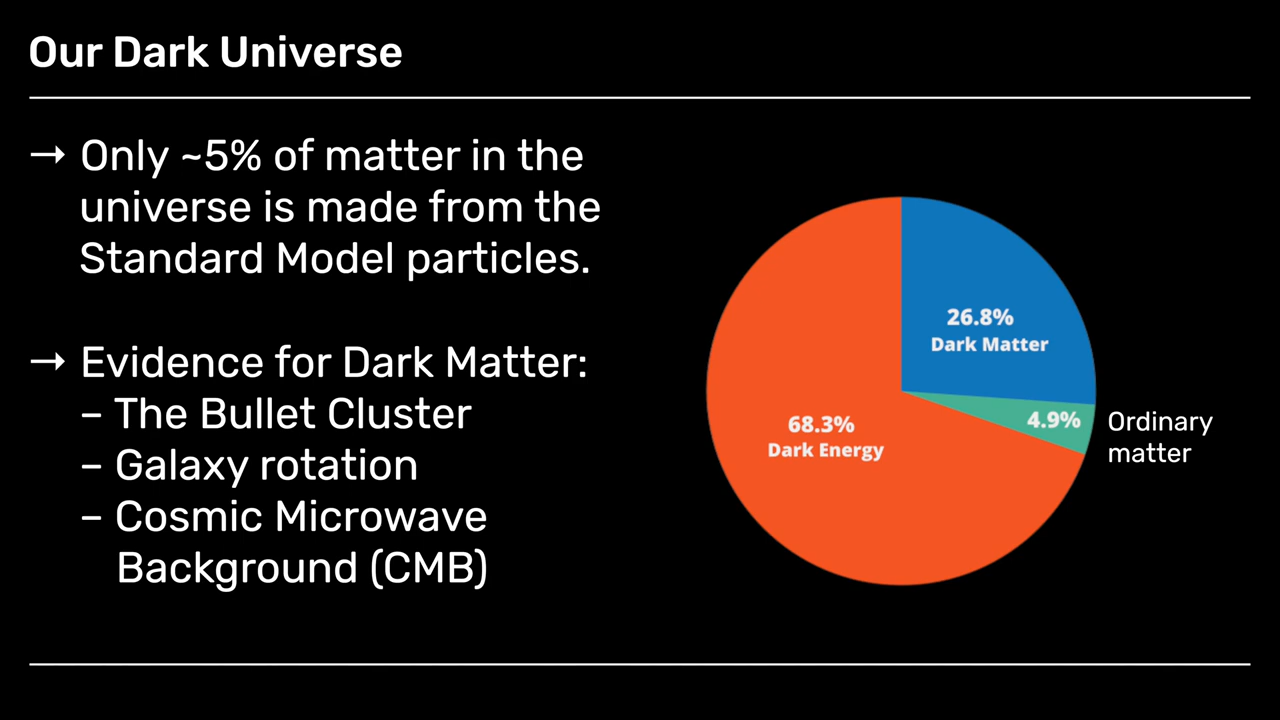 Our Dark Universe
→ Only ~5% of matter in the
universe is made from the
Standard Model particles.
→ Evidence for Dark Matter:
– The Bullet Cluster
– Galaxy rotation
– Cosmic Microwave
Background (CMB)
26.8%
Dark Matter
4.9%
Ordinary
matter
68.3%
Dark Energy